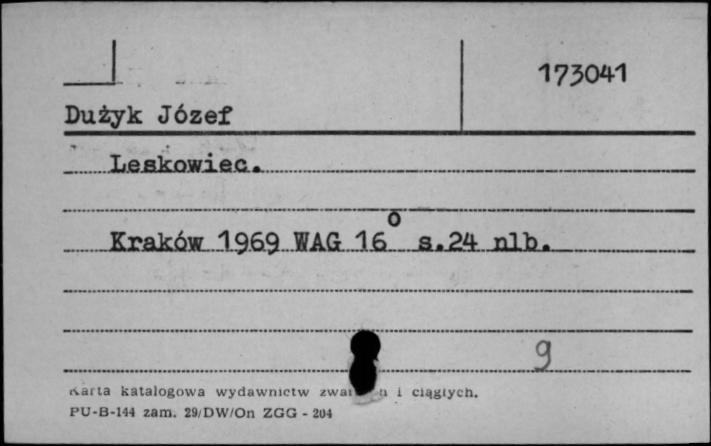 173041
Dużyk Józef
Leskowiec.
Kraków 1969 WAG 16° s.24 nlb.
9
Karta katalogowa wydawnictw i ciągłych.
PU-B-144 zam. 29/DW/On ZGG - 204